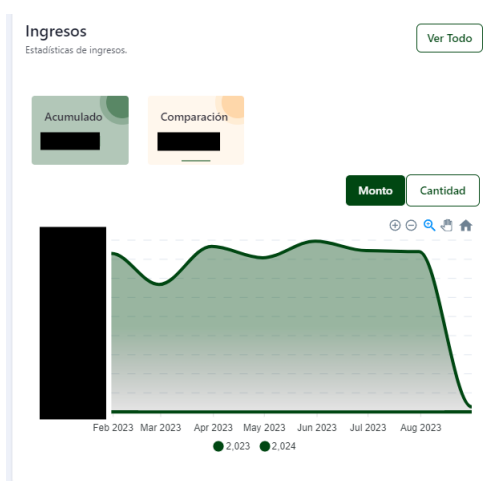 Ingresos
Ver Todo
Estadísticas de ingresos.
Acumulado
Comparación
Monto
Cantidad
Feb 2023 Mar 2023 Apr 2023 May 2023 Jun 2023 Jul 2023 Aug 2023
2,023 2,024